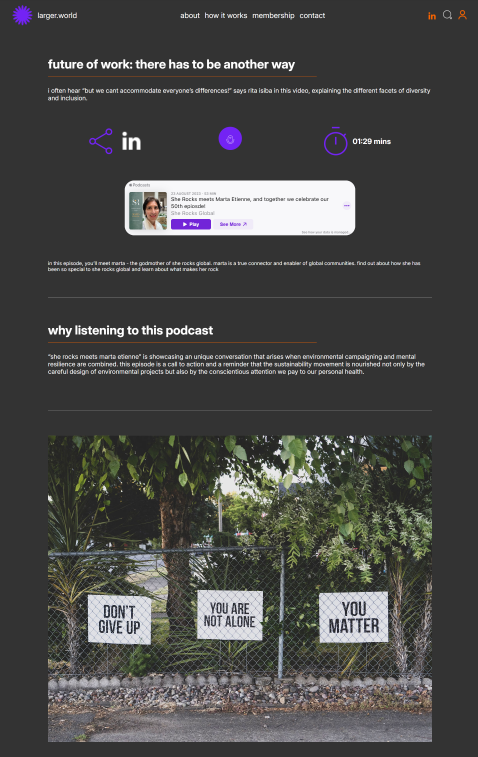 larger.world
about how it works membership contact
in
future of work: there has to be another way
I often hear "but we cant accommodate everyone's differences!" says rita isiba in this video, explaining the different facets of diversity
and inclusion.
in
01:29 mins
Podcasts
23 AUGUST 2023 · 53 MIN
She Rocks meets Marta Etienne, and together we celebrate our
50th epiosde!
She Rocks Global
Play
See More
in this episode, you'll meet marta - the godmother of she rocks global. marta is a true connector and enabler of global communities. find out about how she has
been so special to she rocks global and learn about what makes her rock
why listening to this podcast
"she rocks meets marta etienne" is showcasing an unique conversation that arises when environmental campaigning and mental
resilience are combined. this episode is a call to action and a reminder that the sustainability movement is nourished not only by the
careful design of environmental projects but also by the conscientious attention we pay to our personal health.
DON'T
GIVE UP
YOU ARE
NOT ALONE
YOU
MATTER